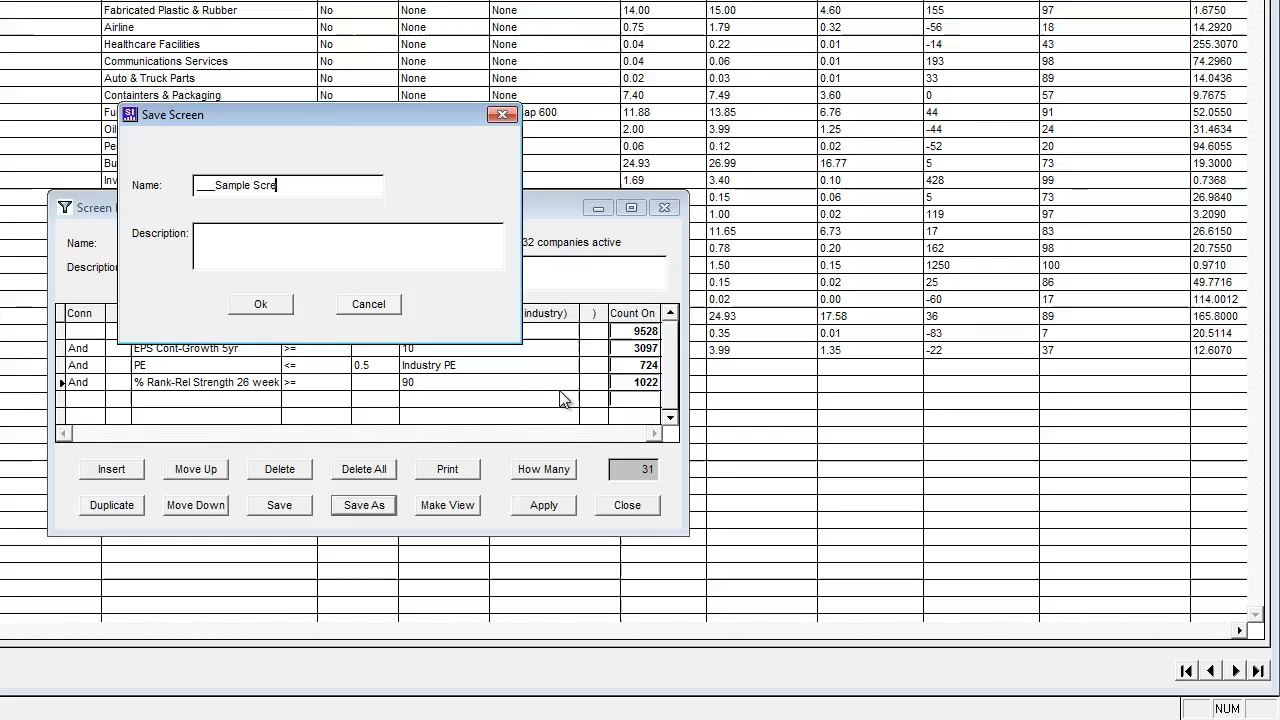 Fabricated Plastic & Rubber No None None 14.00 15.00 4.60 155 97 1.6750
Airline No None None 0.75 1.79 0.32 -56 18 14.2920
Healthcare Facilities No None None 0.04 0.22 0.01 -14 43 255.3070
Communications Services No None None 0.04 0.06 0.01 193 98 74.2960
Auto & Truck Parts No None None 0.02 0.03 0.01 33 89 14.0436
Containters & Packaging No None None 7.40 7.49 3.60 0 57 9.7675
Fu ap 600 11.88 13.85 6.76 44 91 52.0550
Oil 2.00 3.99 1.25 -44 24 31.4634
Pe 0.06 0.12 0.02 -52 20 94.6055
Bu 24.93 26.99 16.77 5 73 19.3000
Inv 1.69 3.40 0.10 428 99 0.7368
0.15 0.06 5 73 26.9840
1.00 0.02 119 97 3.2090
11.65 6.73 17 83 26.6150
0.78 0.20 162 98 20.7550
1.50 0.15 1250 100 0.9710
0.15 0.02 25 86 49.7716
0.02 0.00 -60 17 114.0012
24.93 17.58 36 89 165.8000
0.35 0.01 -83 7 20.5114
3.99 1.35 -22 37 12.6070
Save Screen
Name: ___Sample Scre
Description:
Ok Cancel
Screen
Name: 32 companies active
Description
Conn industry) ) Count On
9528
And EPS Cont-Growth 5yr >= 10 3097
And PE <= 0.5 Industry PE 724
And % Rank-Rel Strength 26 week >= 90 1022
Insert Move Up Delete Delete All Print How Many 31
Duplicate Move Down Save Save As Make View Apply Close
NUM